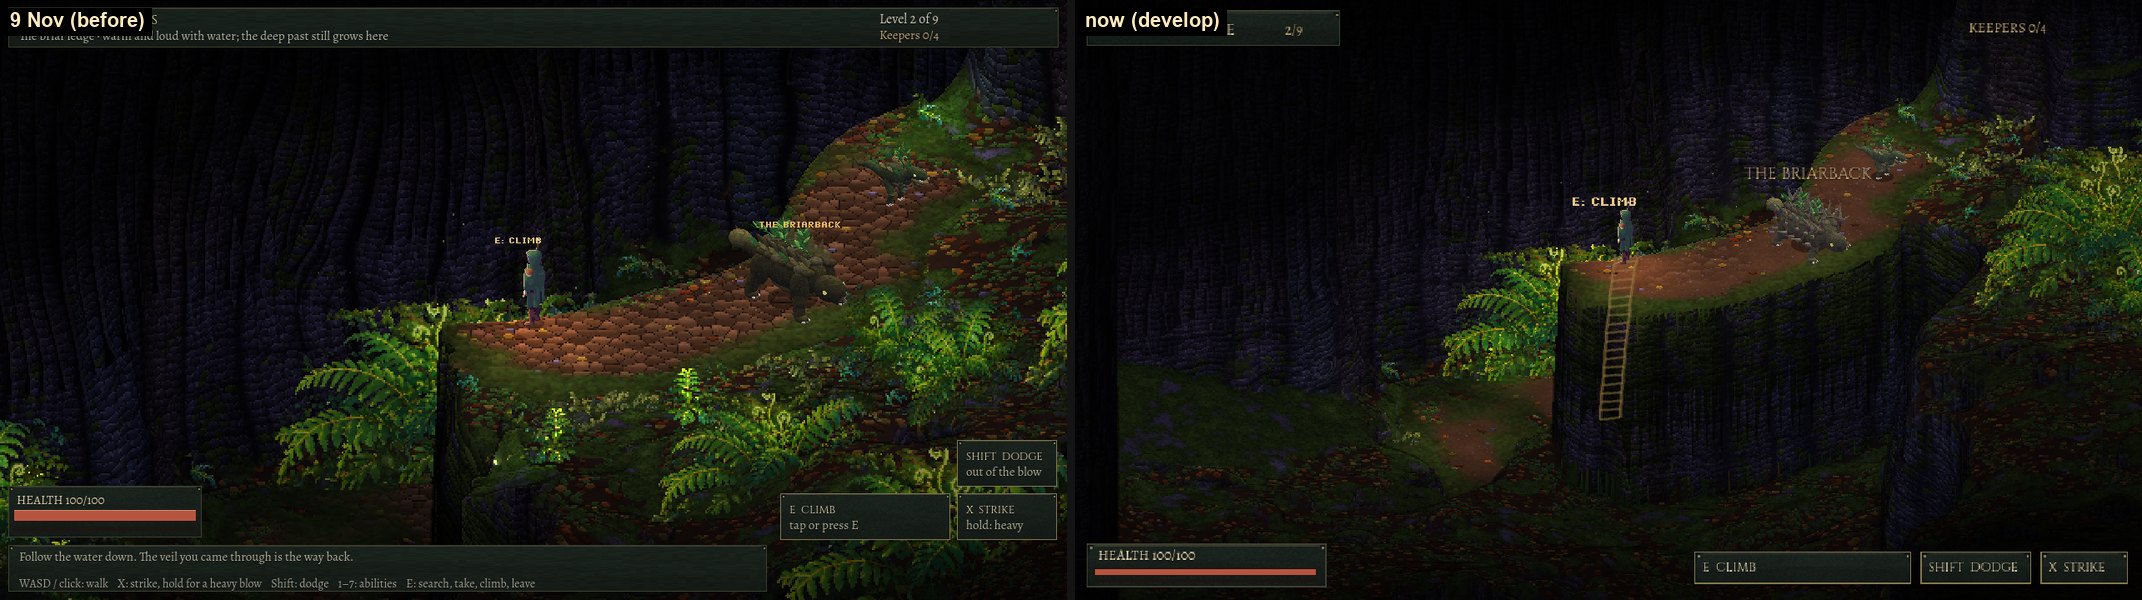 9 Nov (before)
S
The briar ledge · warm and loud with water; the deep past still grows here
Level 2 of 9
Keepers 0/4
E: CLIMB
THE BRIARBACK
SHIFT DODGE
out of the blow
E CLIMB
tap or press E
X STRIKE
hold: heavy
HEALTH 100/100
Follow the water down. The veil you came through is the way back.
WASD / click: walk X: strike, hold for a heavy blow Shift: dodge 1–7: abilities E: search, take, climb, leave
now (develop)
E
2/9
KEEPERS 0/4
THE BRIARBACK
E: CLIMB
HEALTH 100/100
E CLIMB
SHIFT DODGE
X STRIKE